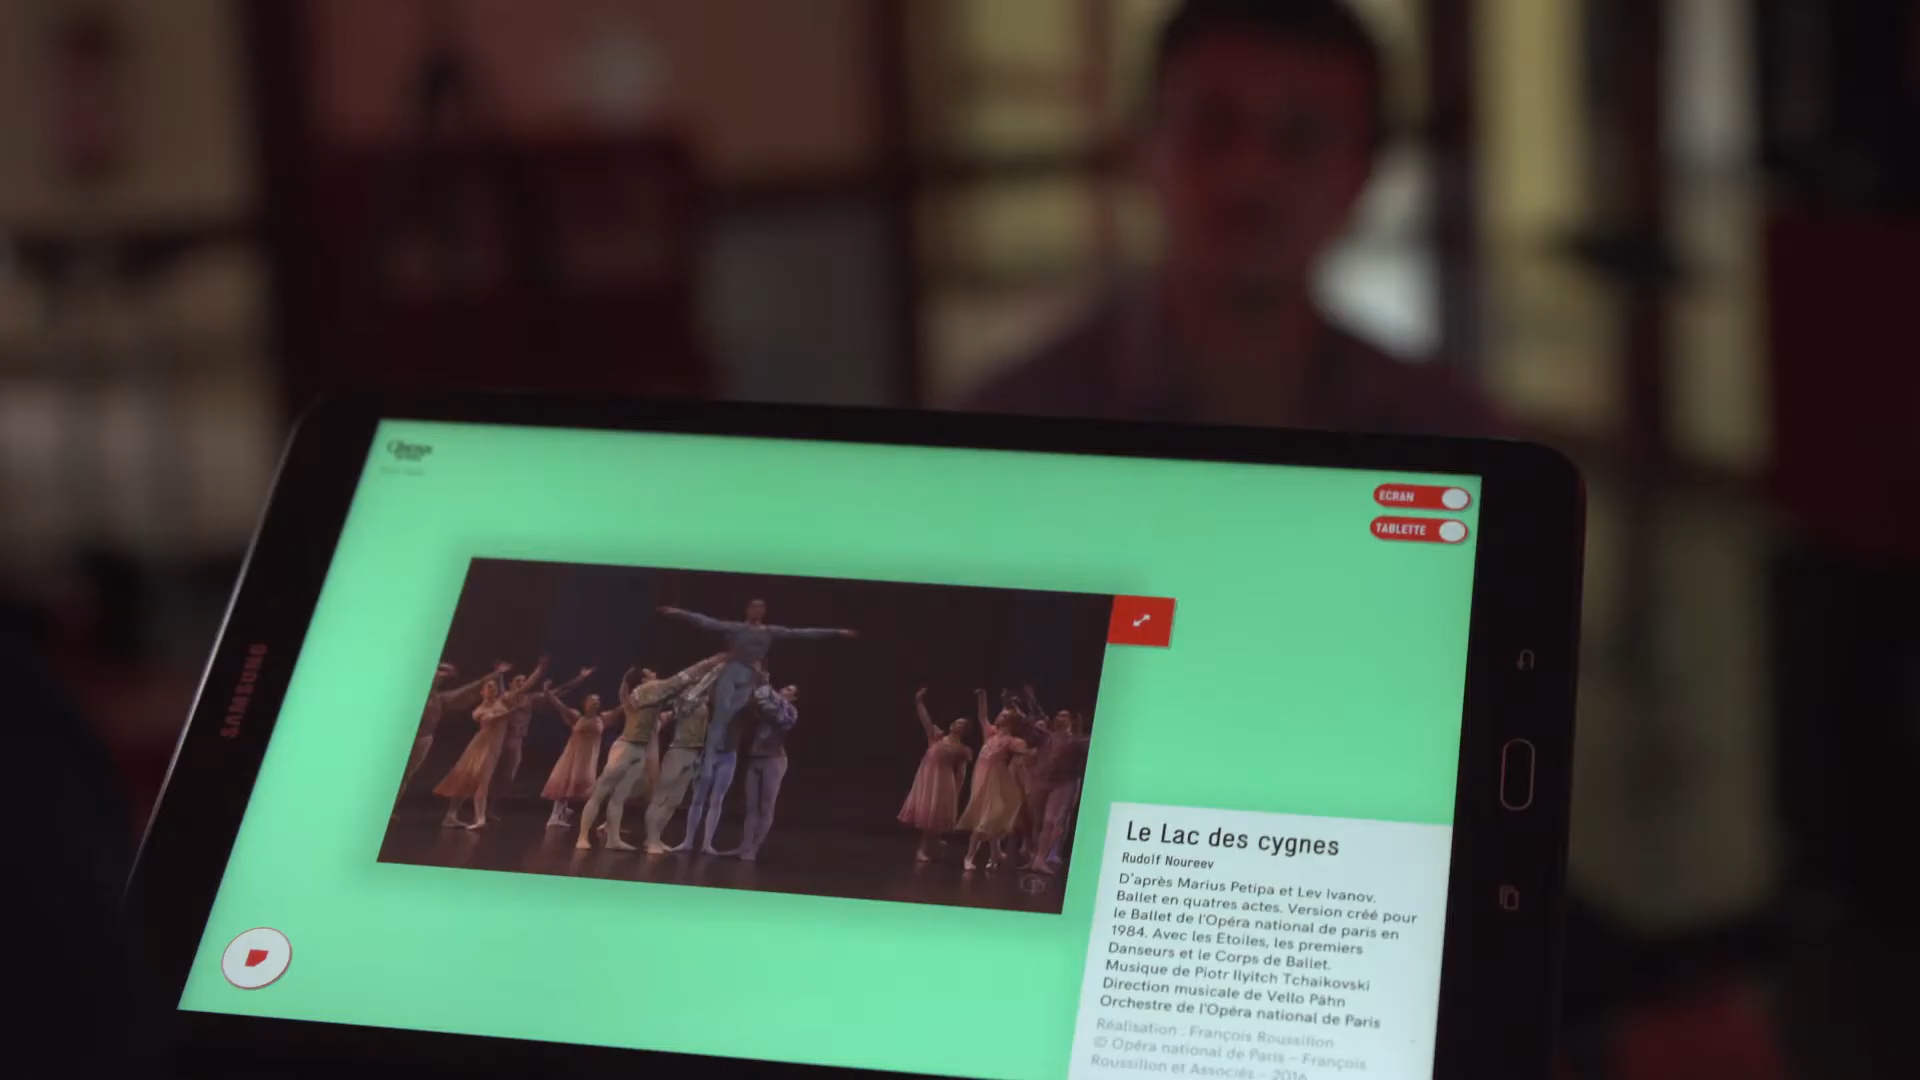 Opera
ECRAN
TABLETTE
SAMSUNG
Le Lac des cygnes
Rudolf Noureev
D'après Marius Petipa et Lev Ivanov.
Ballet en quatres actes. Version créé pour
le Ballet de l'Opéra national de paris en
1984. Avec les Etoiles, les premiers
Danseurs et le Corps de Ballet.
Musique de Piotr Ilyitch Tchaikovski
Direction musicale de Vello Pähn
Orchestre de l'Opéra national de Paris
Réalisation : François Roussillon
© Opéra national de Paris – François
Roussillon et Associés – 2016